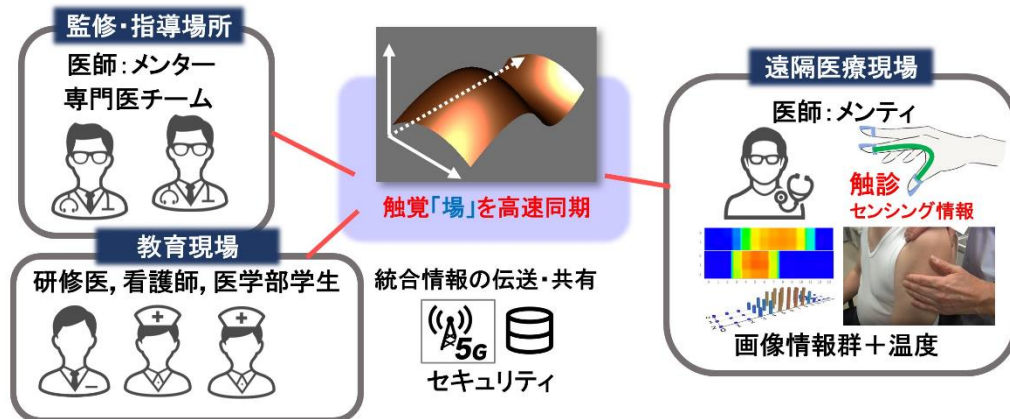 監修・指導場所
医師:メンター
専門医チーム
教育現場
研修医,看護師,医学部学生
触覚「場」を高速同期
統合情報の伝送・共有
5G
セキュリティ
遠隔医療現場
医師:メンティ
触診
センシング情報
画像情報群+温度